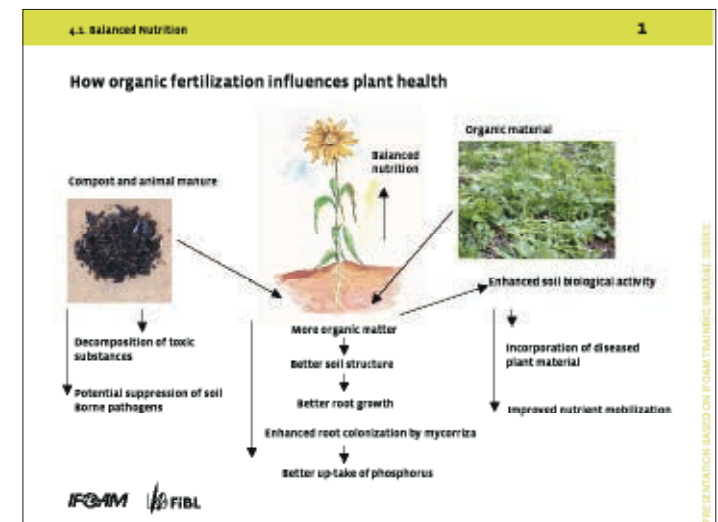 4.1. Balanced Nutrition
1
How organic fertilization influences plant health
Organic material
Balanced
nutrition
Compost and animal manure
Enhanced soil biological activity
More organic matter
Decomposition of toxic
substances
Better soil structure
Incorporation of diseased
plant material
Potential suppression of soil
Borne pathogens
Better root growth
Improved nutrient mobilization
Enhanced root colonization by mycorriza
Better up-take of phosphorus
IFOAM
FiBL
PRESENTATION BASED ON IFOAM TRAINING MANUAL SERIES